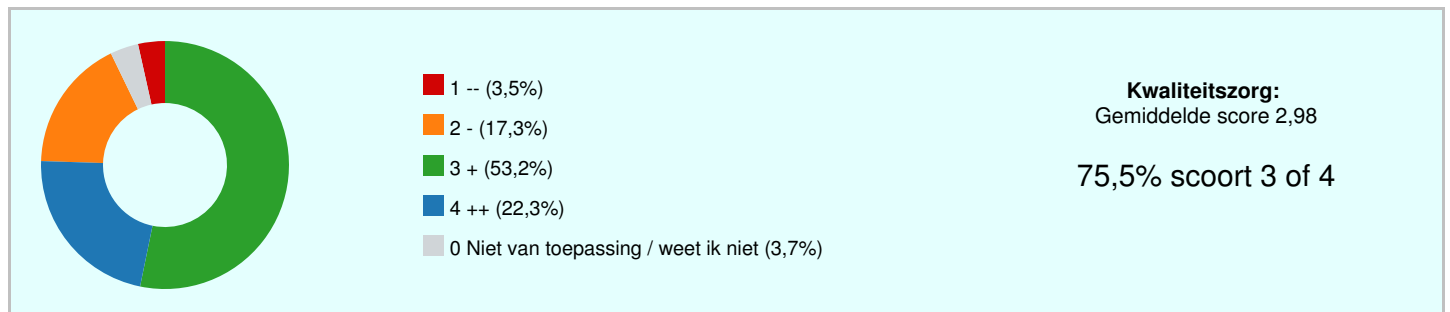 1 -- (3,5%)
2 - (17,3%)
3 + (53,2%)
4 ++ (22,3%)
0 Niet van toepassing / weet ik niet (3,7%)
Kwaliteitszorg:
Gemiddelde score 2,98
75,5% scoort 3 of 4